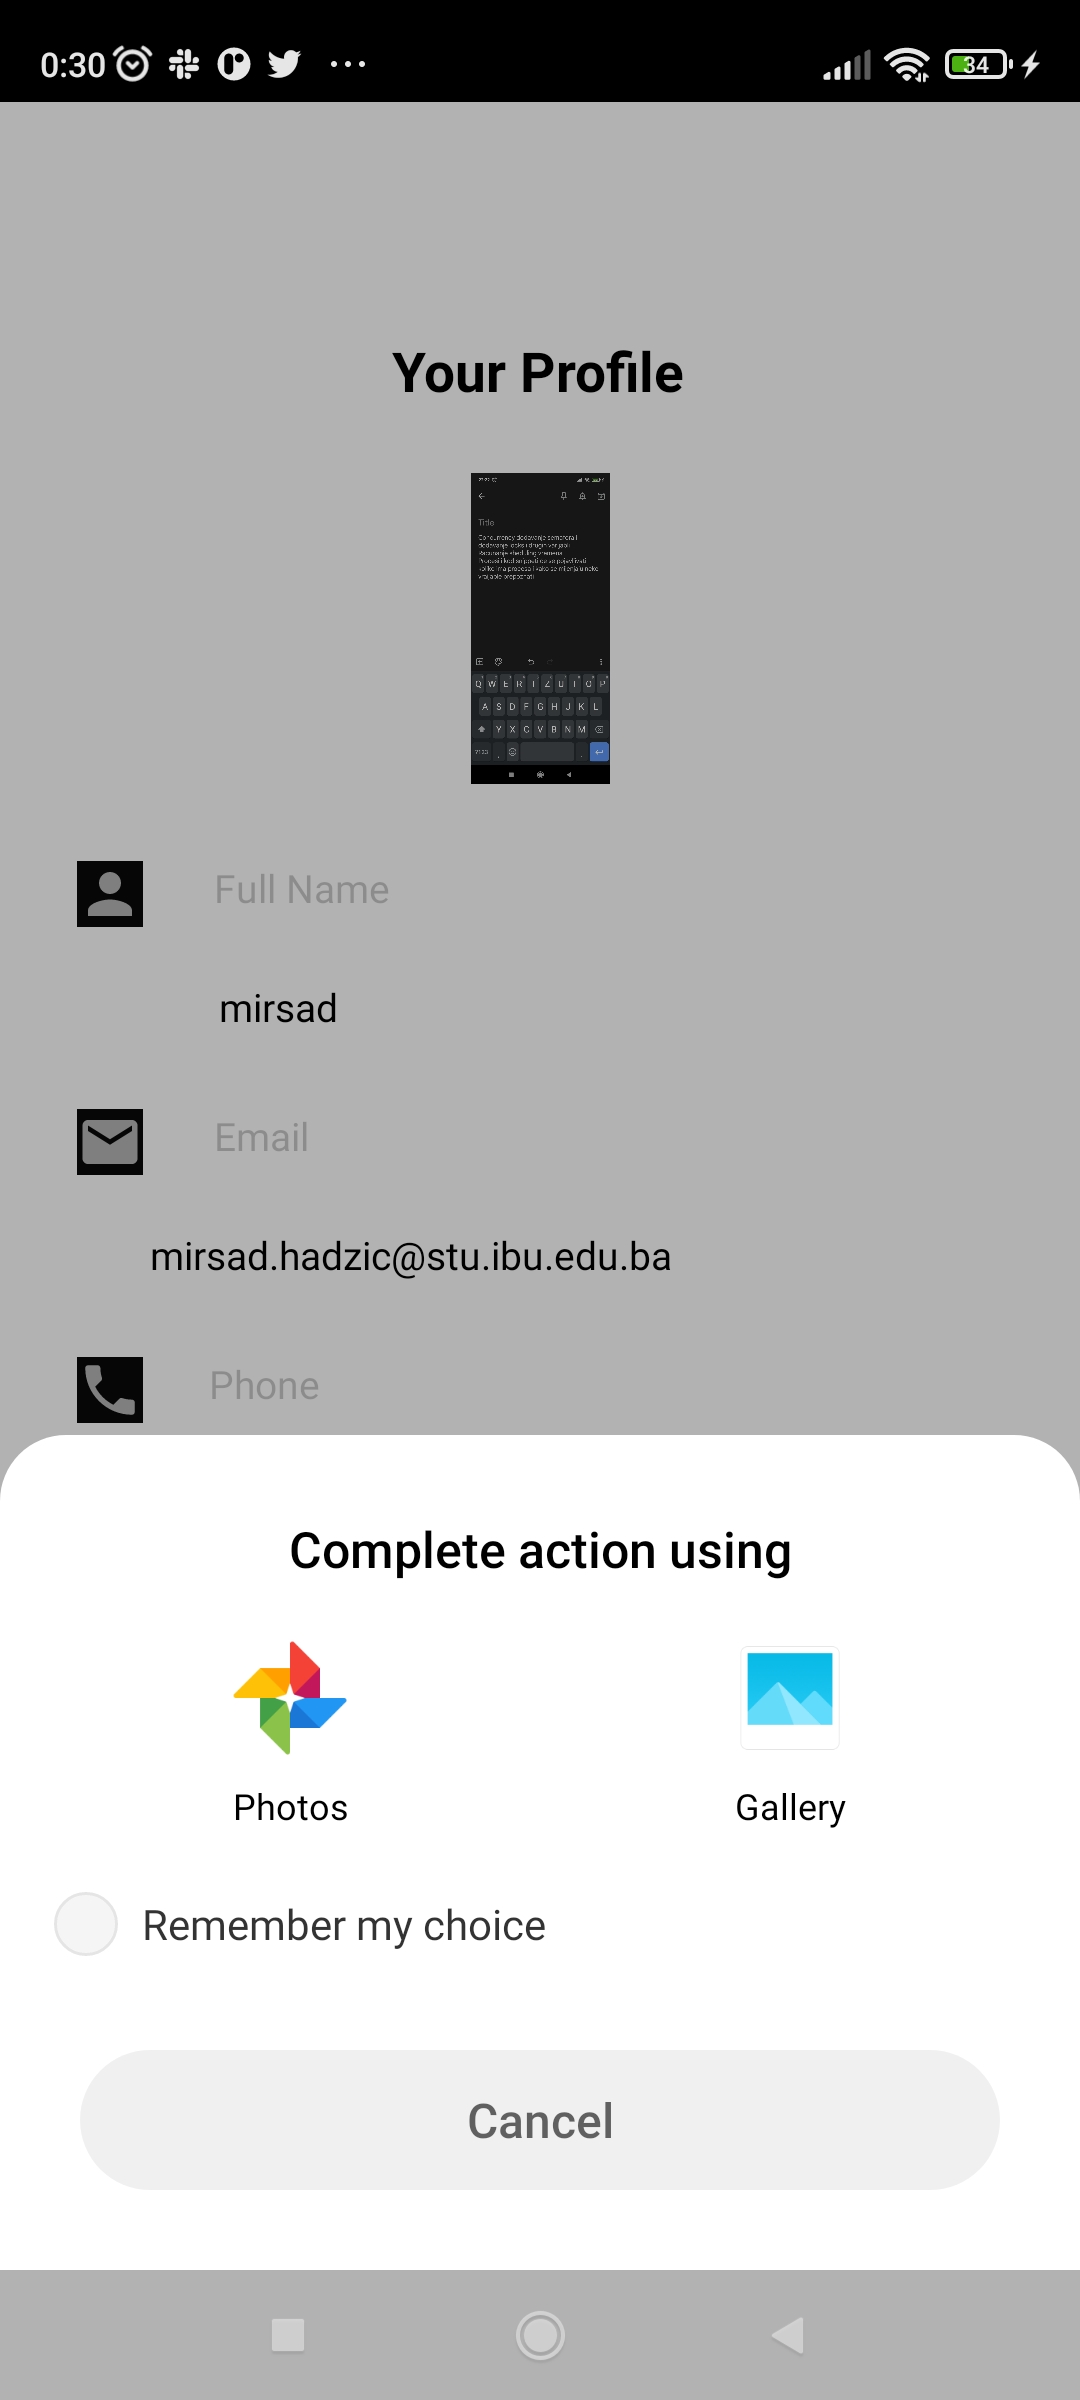 0:30
34
Your Profile
Title
Full Name
mirsad
Email
mirsad.hadzic@stu.ibu.edu.ba
Phone
Complete action using
Photos
Gallery
Remember my choice
Cancel